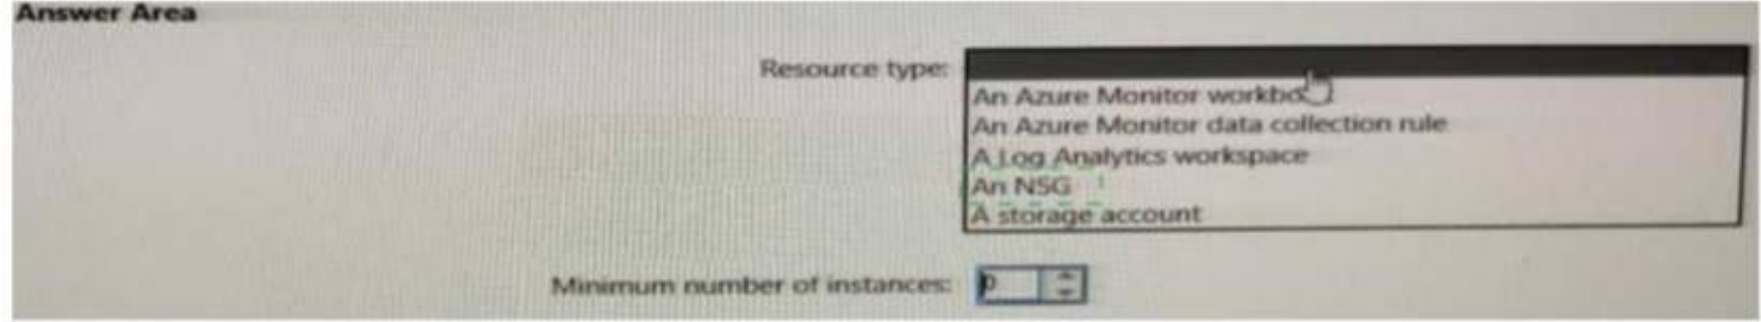 Answer Area
Resource type:
An Azure Monitor
An Azure Monitor data collection rule
A Log Analytics workspace
An NSG
A storage account
Minimum number of instances: 0